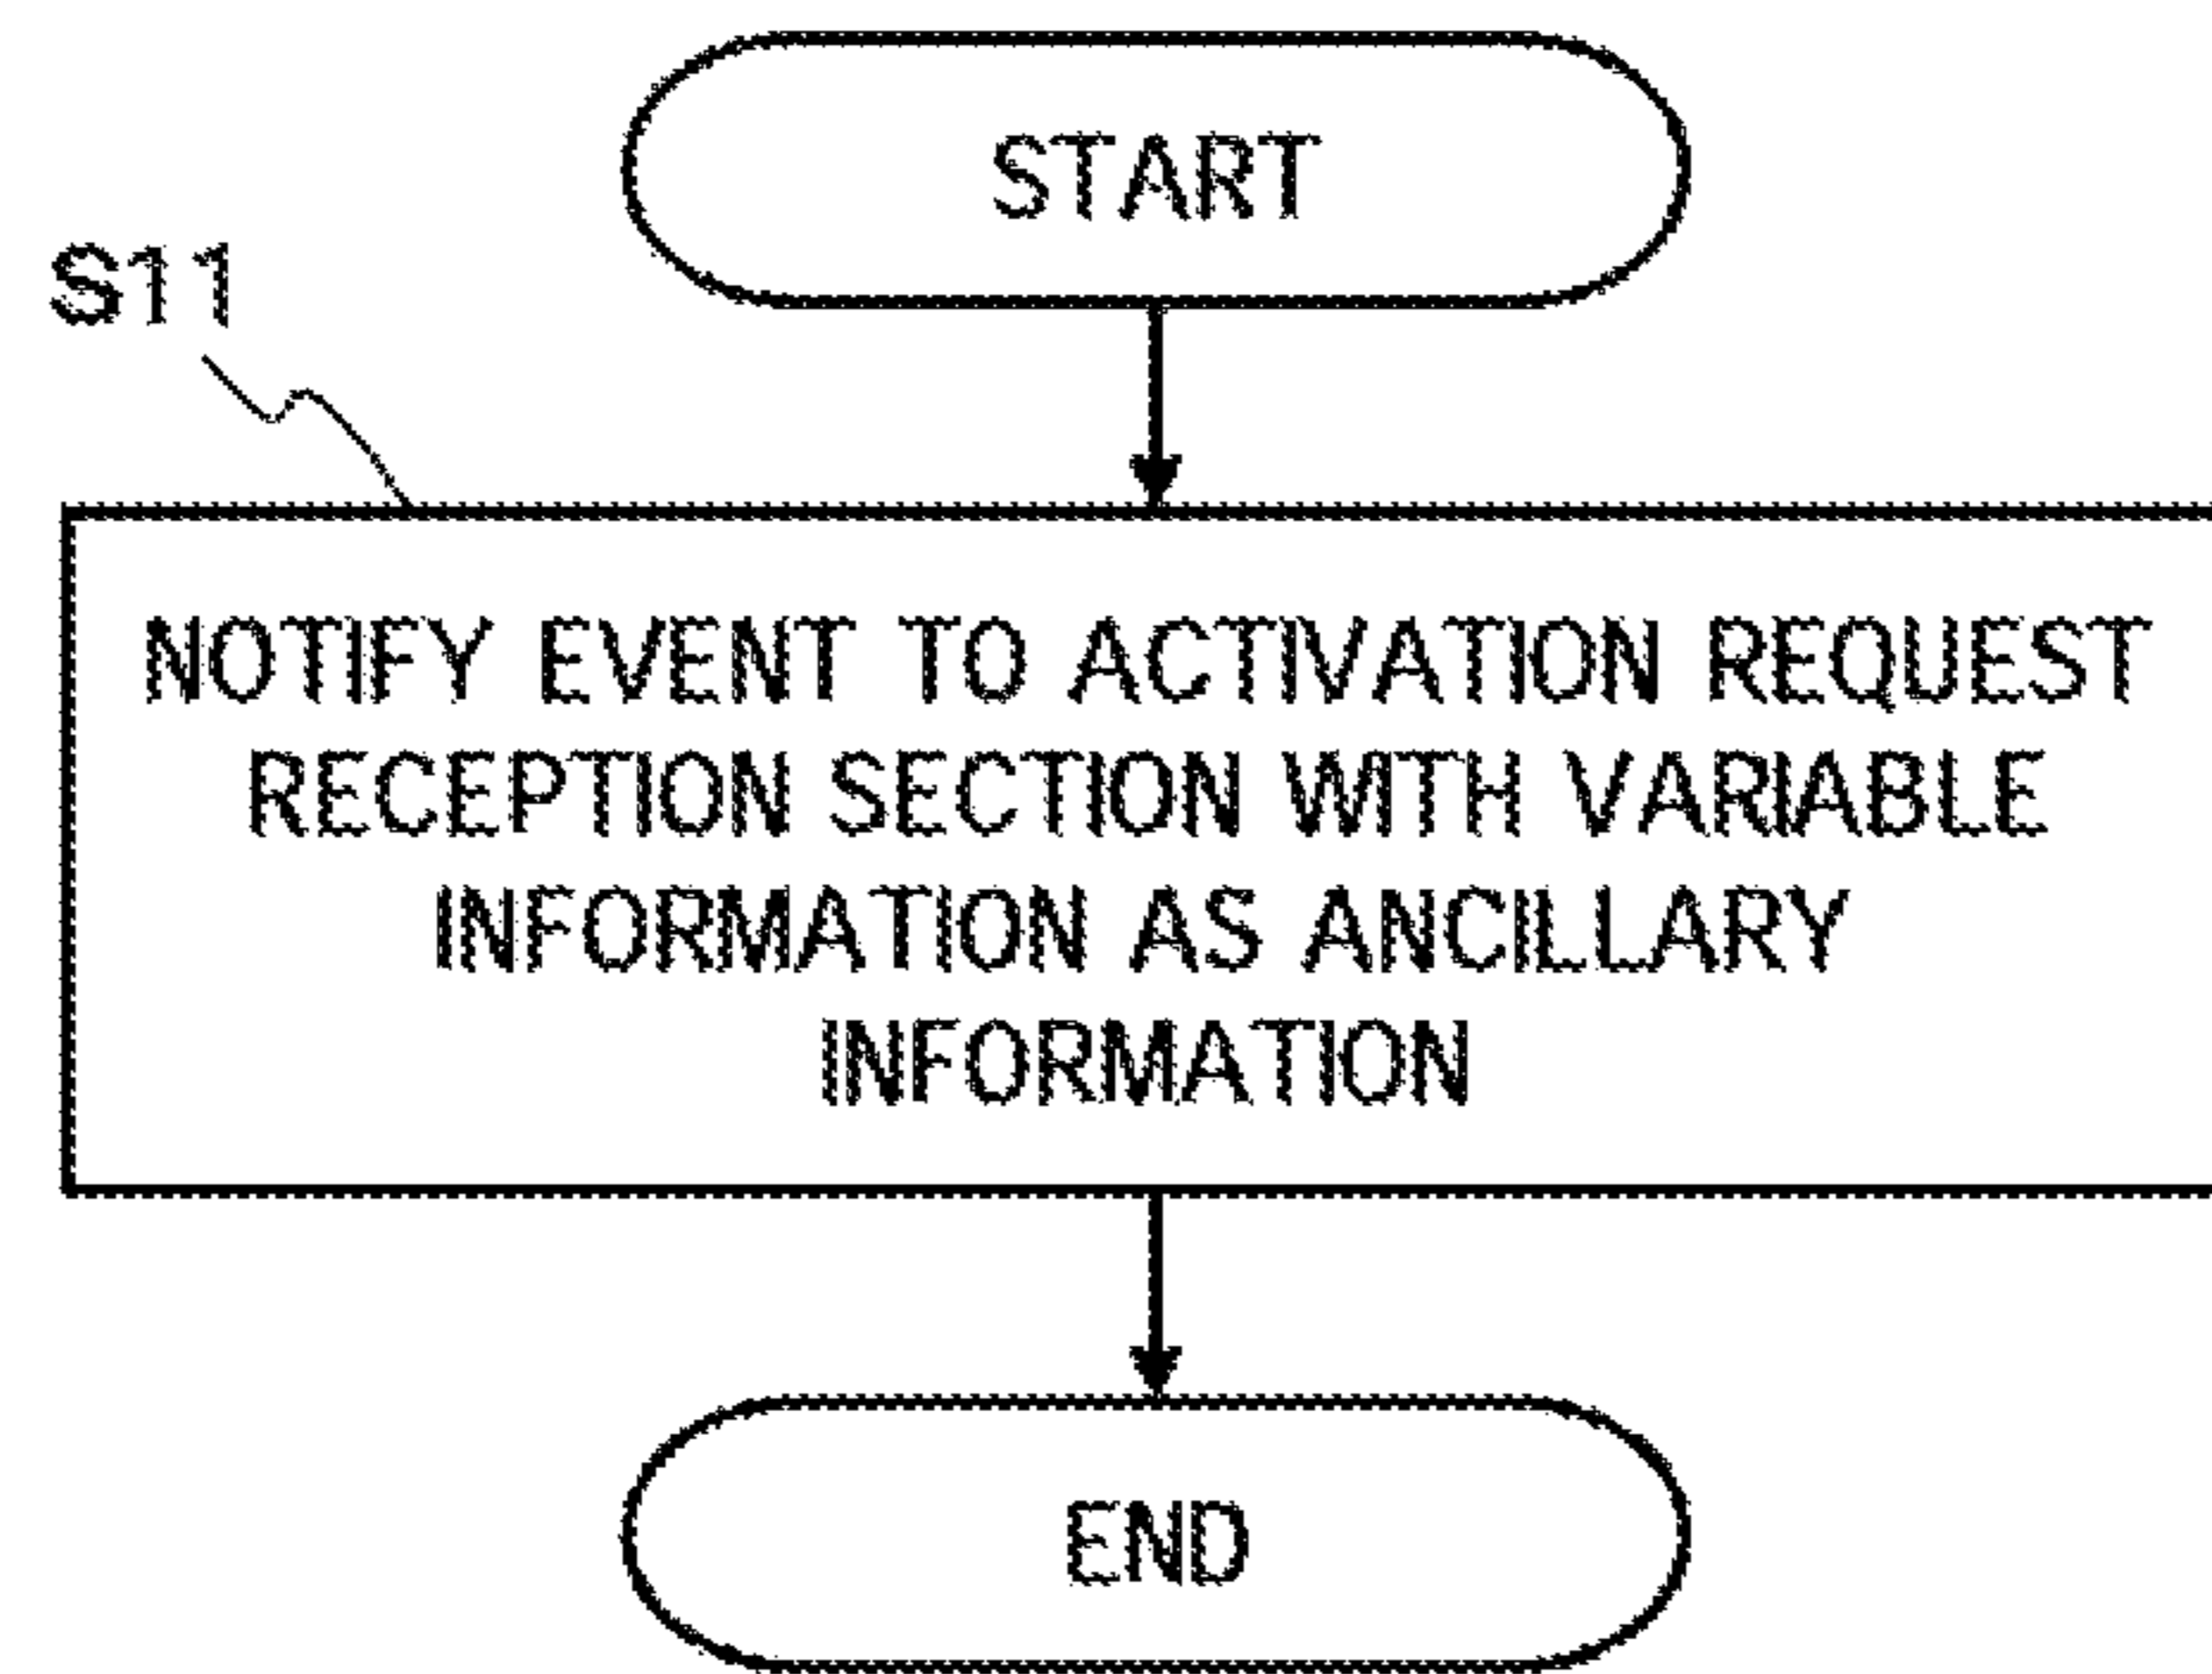 START
S11
NOTIFY EVENT TO ACTIVATION REQUEST
RECEPTION SECTION WITH VARIABLE
INFORMATION AS ANCILLARY
INFORMATION
END